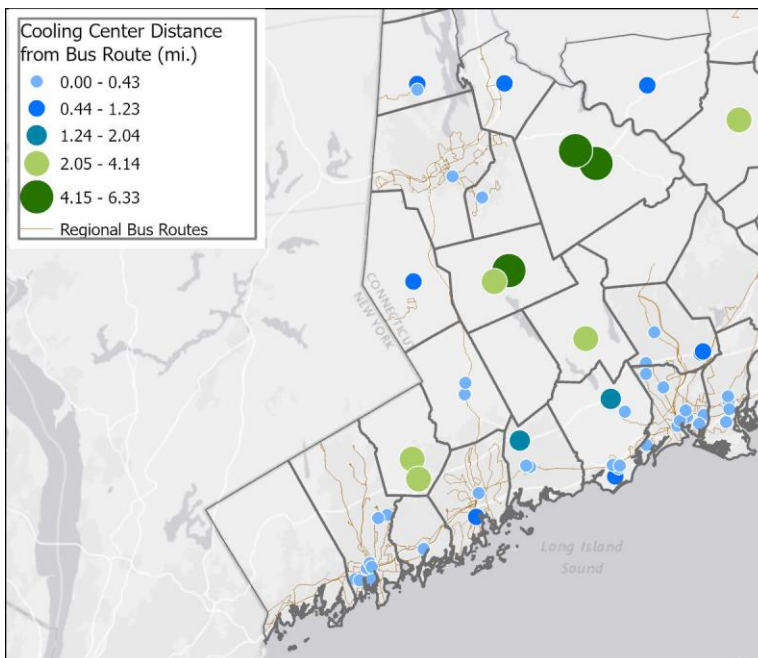 Cooling Center Distance
from Bus Route (mi.)
0.00 - 0.43
0.44 - 1.23
1.24 - 2.04
2.05 - 4.14
4.15 - 6.33
Regional Bus Routes
2
CONNECTICUT
NEW YORK
Long Island
Sound